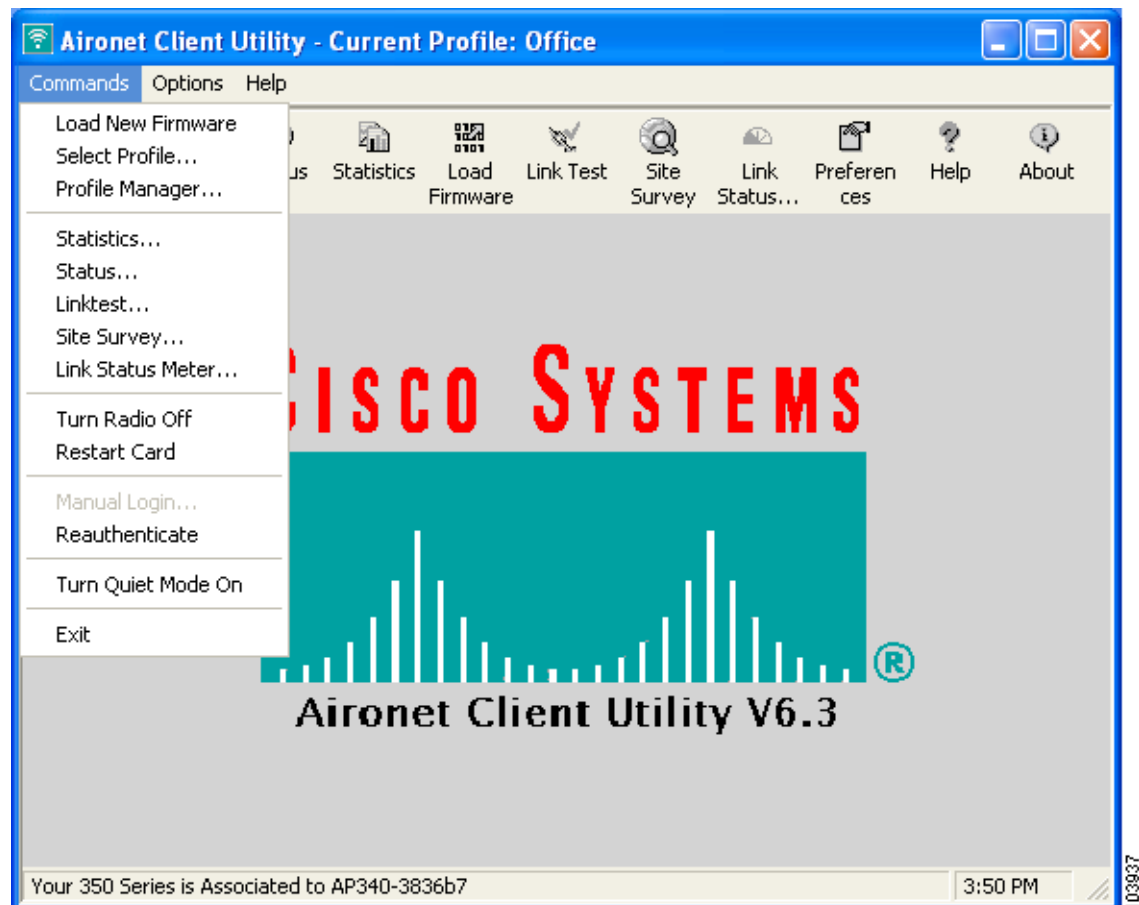 Aironet Client Utility - Current Profile: Office
Commands Options Help
Load New Firmware
Select Profile...
Profile Manager...
Statistics...
Status...
Linktest...
Site Survey...
Link Status Meter...
Turn Radio Off
Restart Card
Manual Login...
Reauthenticate
Turn Quiet Mode On
Exit
Statistics
Load
Firmware
Link Test
Site
Survey
Link
Status...
Preferen
ces
Help
About
CISCO SYSTEMS
®
Aironet Client Utility V6.3
Your 350 Series is Associated to AP340-3836b7
3:50 PM
03937